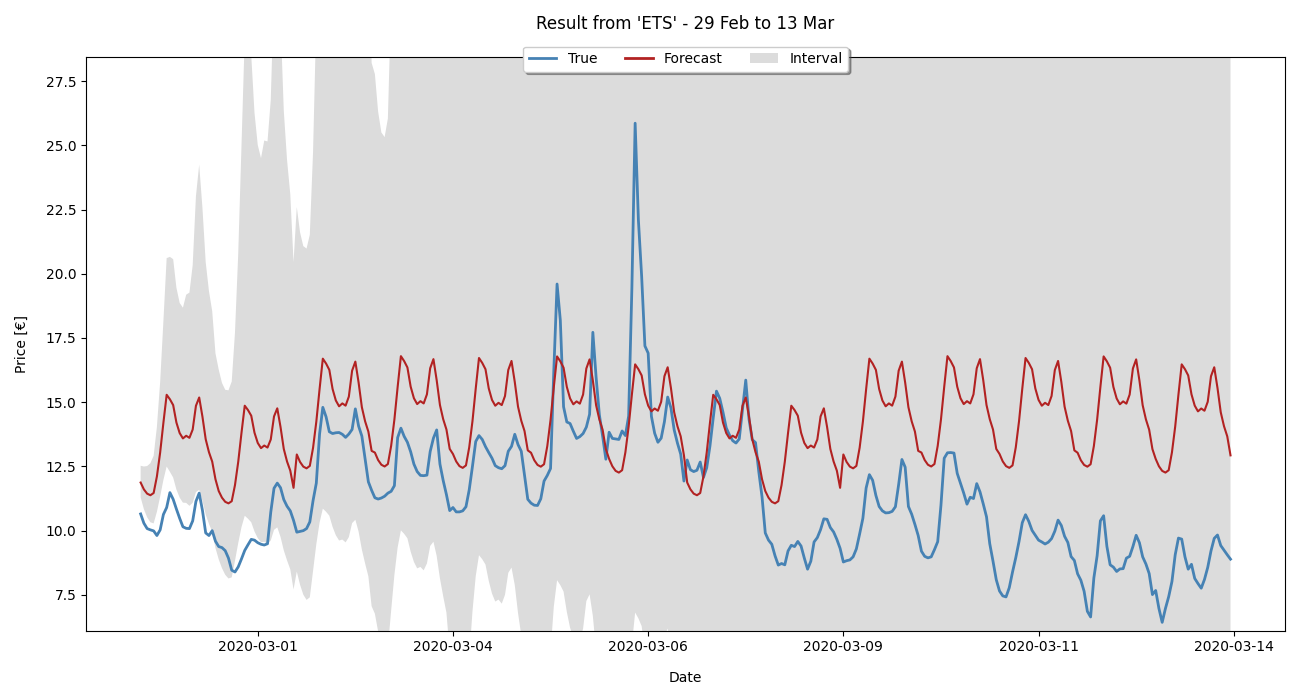 Result from 'ETS' - 29 Feb to 13 Mar
True Forecast Interval
27.5
25.0
22.5
20.0
17.5
15.0
12.5
10.0
7.5
Price [€]
2020-03-01 2020-03-04 2020-03-06 2020-03-09 2020-03-11 2020-03-14
Date